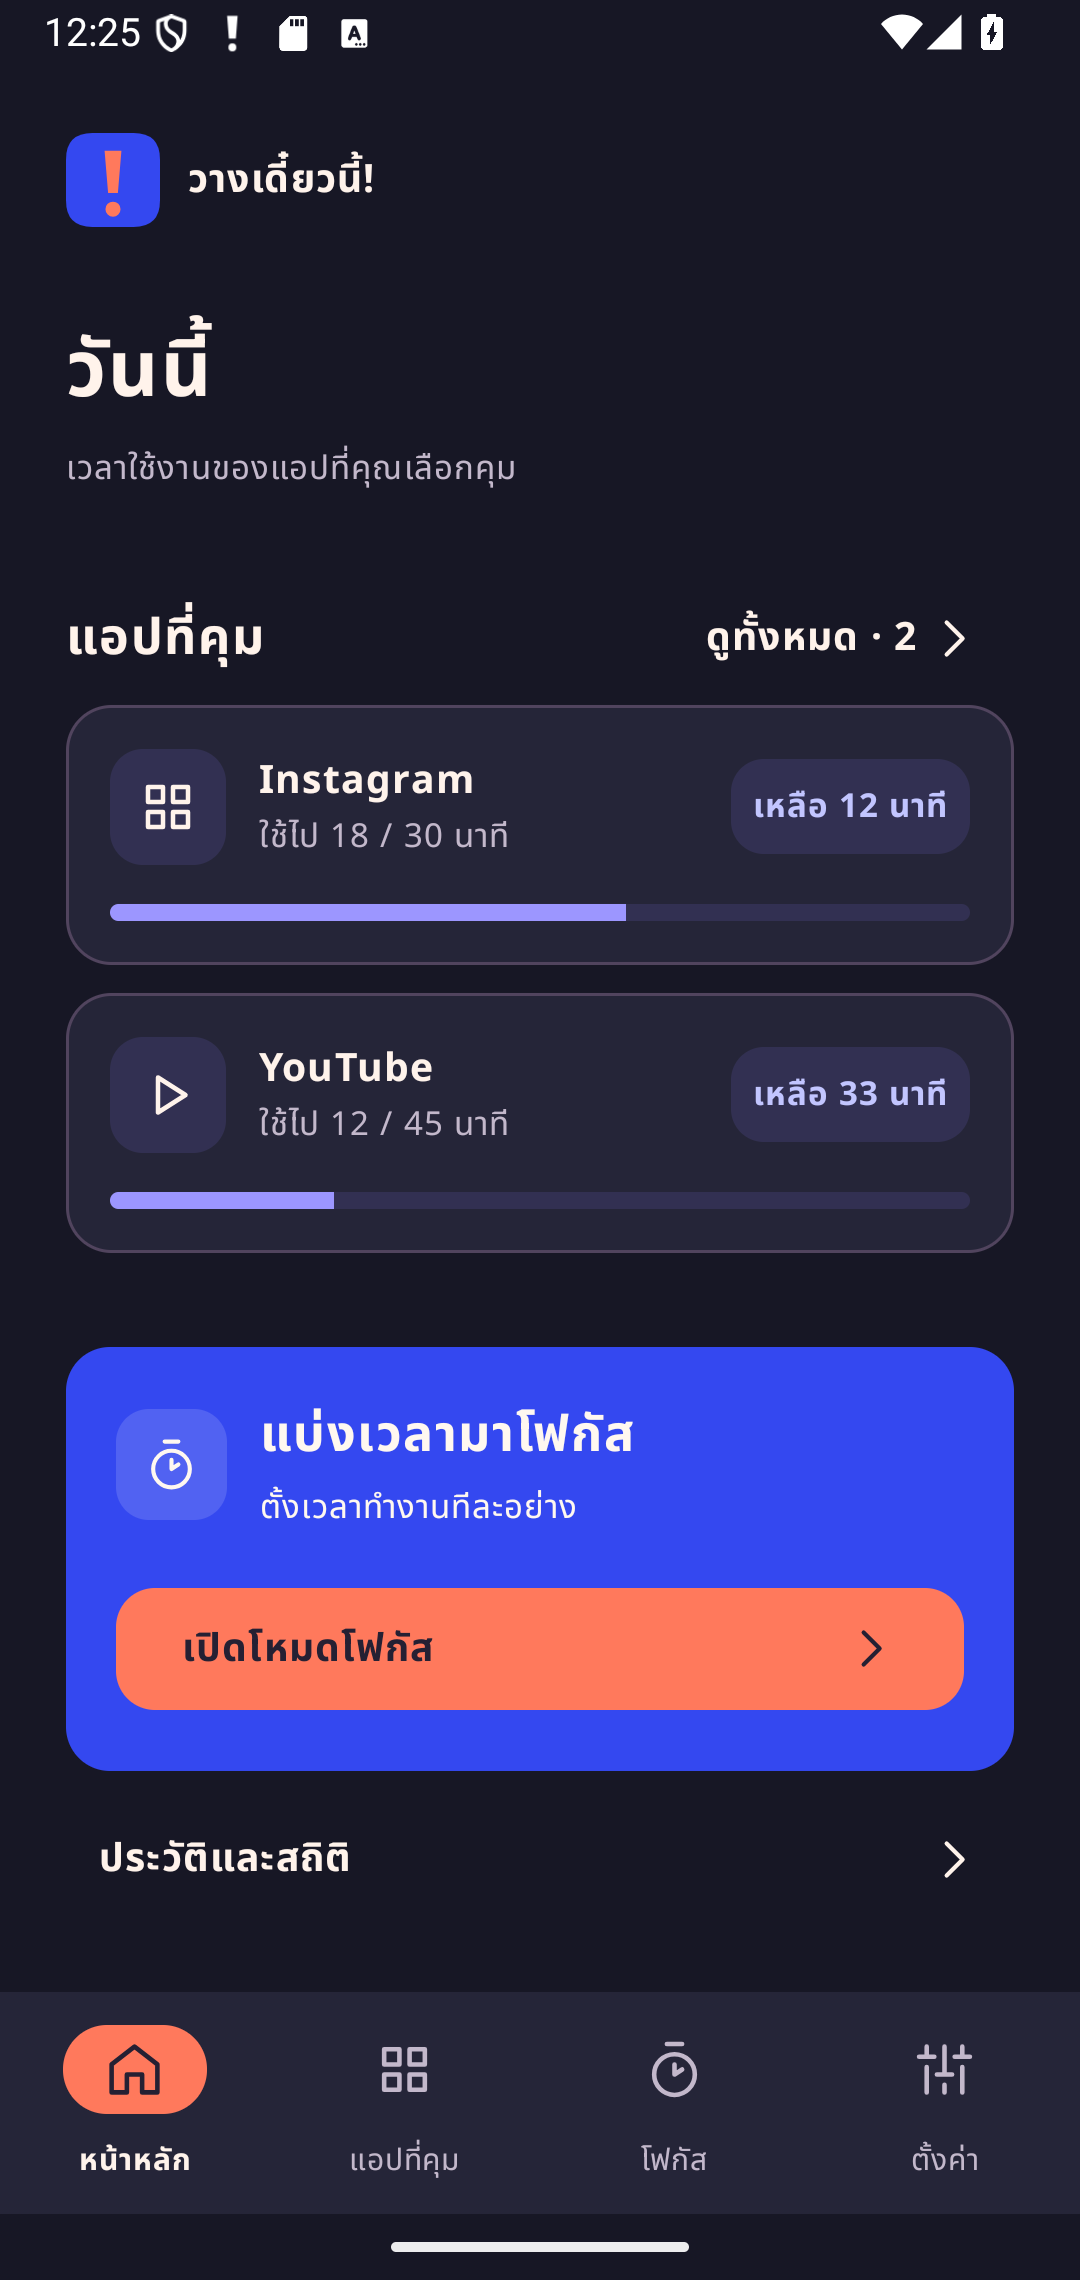 12:25
วางเดี๋ยวนี้!
วันนี้
เวลาใช้งานของแอปที่คุณเลือกคุม
แอปที่คุม
ดูทั้งหมด · 2
Instagram
ใช้ไป 18 / 30 นาที
เหลือ 12 นาที
YouTube
ใช้ไป 12 / 45 นาที
เหลือ 33 นาที
แบ่งเวลามาโฟกัส
ตั้งเวลาทำงานทีละอย่าง
เปิดโหมดโฟกัส
ประวัติและสถิติ
หน้าหลัก
แอปที่คุม
โฟกัส
ตั้งค่า